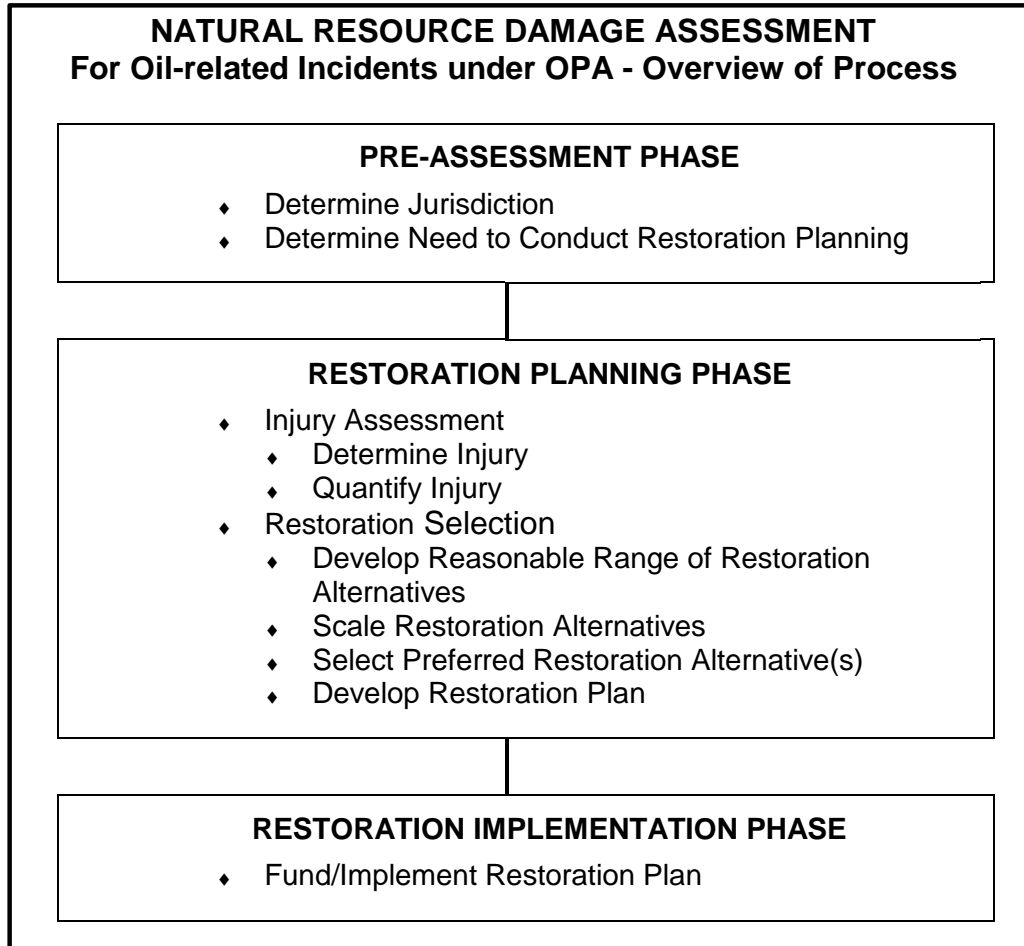 NATURAL RESOURCE DAMAGE ASSESSMENT
For Oil-related Incidents under OPA - Overview of Process
PRE-ASSESSMENT PHASE
♦ Determine Jurisdiction
♦ Determine Need to Conduct Restoration Planning
RESTORATION PLANNING PHASE
♦ Injury Assessment
♦ Determine Injury
♦ Quantify Injury
♦ Restoration Selection
♦ Develop Reasonable Range of Restoration
Alternatives
♦ Scale Restoration Alternatives
♦ Select Preferred Restoration Alternative(s)
♦ Develop Restoration Plan
RESTORATION IMPLEMENTATION PHASE
♦ Fund/Implement Restoration Plan